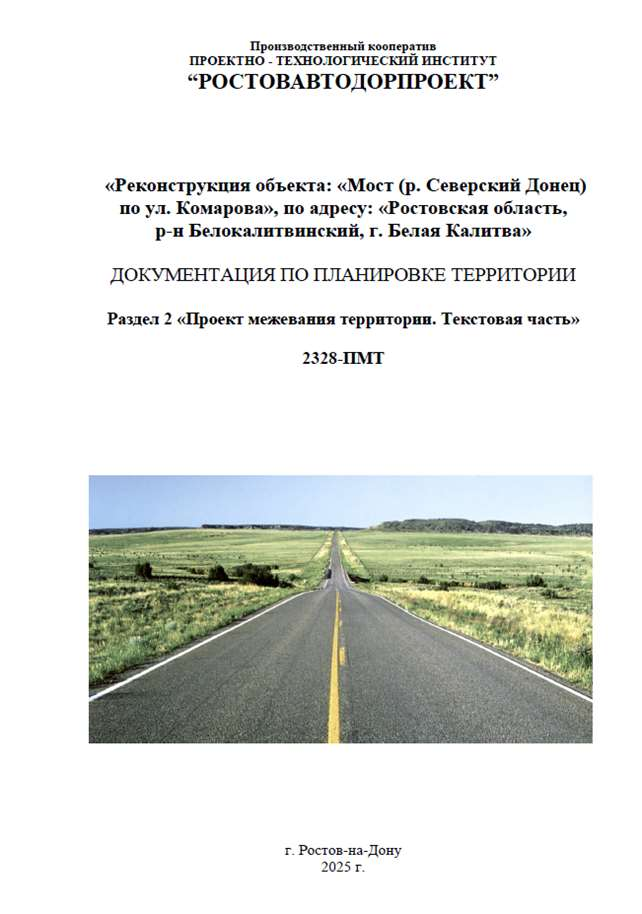 Производственный кооператив
ПРОЕКТНО - ТЕХНОЛОГИЧЕСКИЙ ИНСТИТУТ
“РОСТОВАВТОДОРПРОЕКТ”
«Реконструкция объекта: «Мост (р. Северский Донец)
по ул. Комарова», по адресу: «Ростовская область,
р-н Белокалитвинский, г. Белая Калитва»
ДОКУМЕНТАЦИЯ ПО ПЛАНИРОВКЕ ТЕРРИТОРИИ
Раздел 2 «Проект межевания территории. Текстовая часть»
2328-ПМТ
г. Ростов-на-Дону
2025 г.